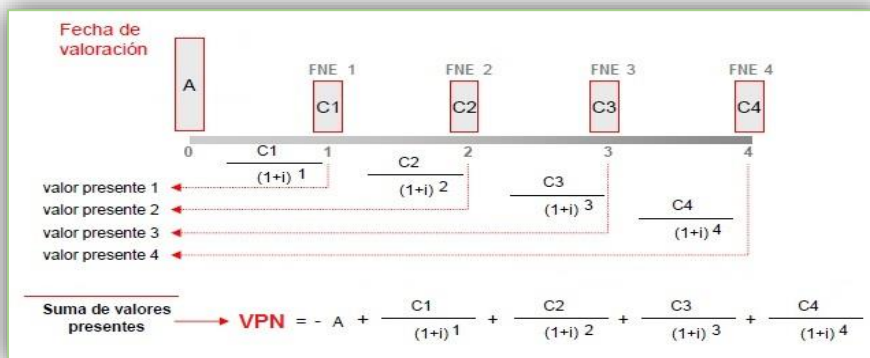 Fecha de
valoración
A
FNE 1 FNE 2 FNE 3 FNE 4
C1 C2 C3 C4
0 1 2 3 4
C1
(1+i) 1
C2
(1+i) 2
C3
(1+i) 3
C4
(1+i) 4
valor presente 1
valor presente 2
valor presente 3
valor presente 4
Suma de valores
presentes
VPN = - A + C1 + C2 + C3 + C4
(1+i) 1 (1+i) 2 (1+i) 3 (1+i) 4